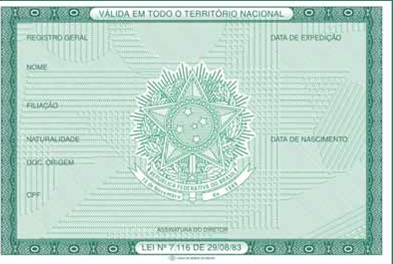 VÁLIDA EM TODO O TERRITÓRIO NACIONAL
REGISTRO GERAL
DATA DE EXPEDIÇÃO
NOME
FILIAÇÃO
NATURALIDADE
DATA DE NASCIMENTO
DOC. ORIGEM
CPF
REPÚBLICA FEDERATIVA DO BRASIL
15 de Novembro de 1889
ASSINATURA DO DIRETOR
LEI Nº 7.116 DE 29/08/83